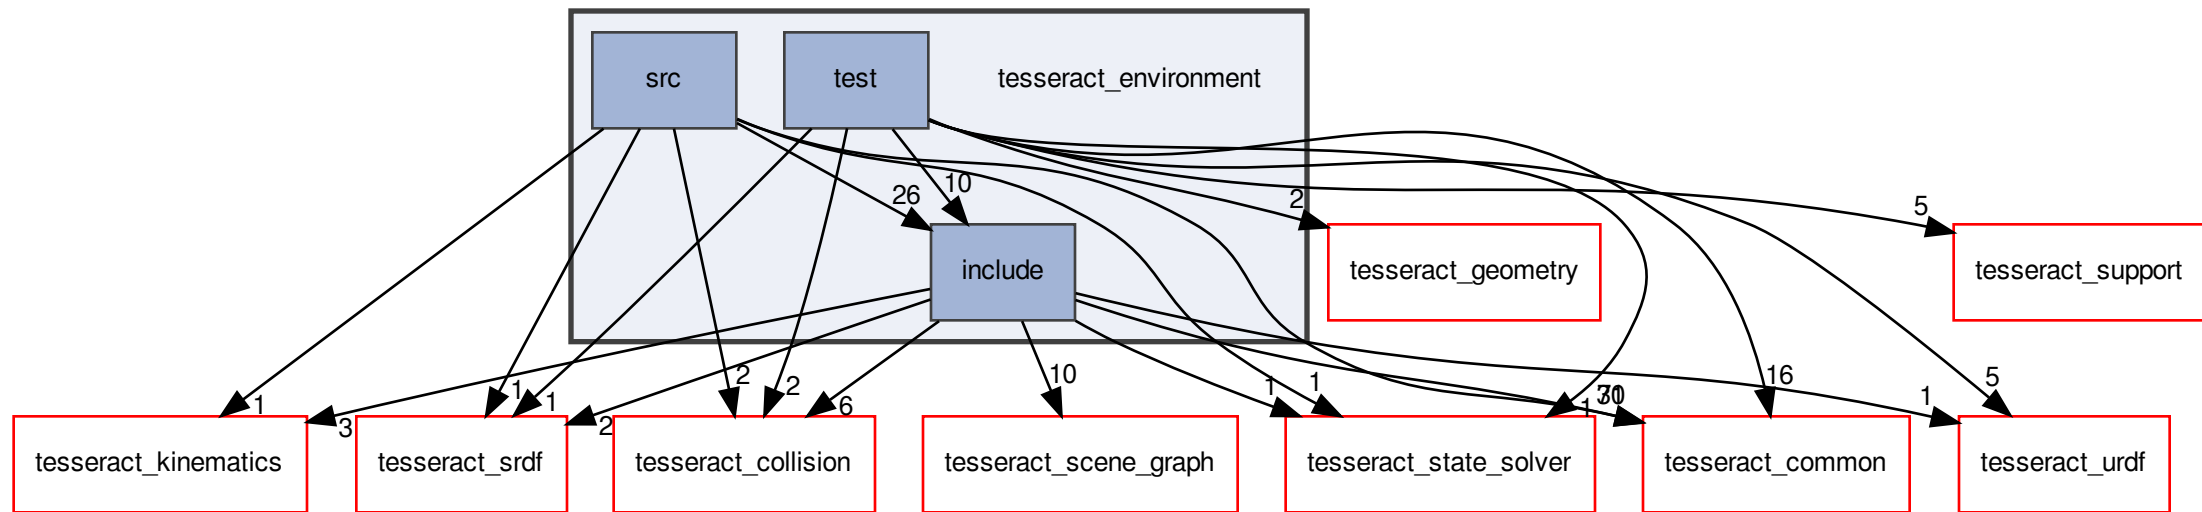 src
test
tesseract_environment
10
26
2
5
include
tesseract_geometry
tesseract_support
10
2
2
1
1
1
1
16
5
1
3
1
2
6
1
tesseract_kinematics
tesseract_srdf
tesseract_collision
tesseract_scene_graph
tesseract_state_solver
tesseract_common
tesseract_urdf